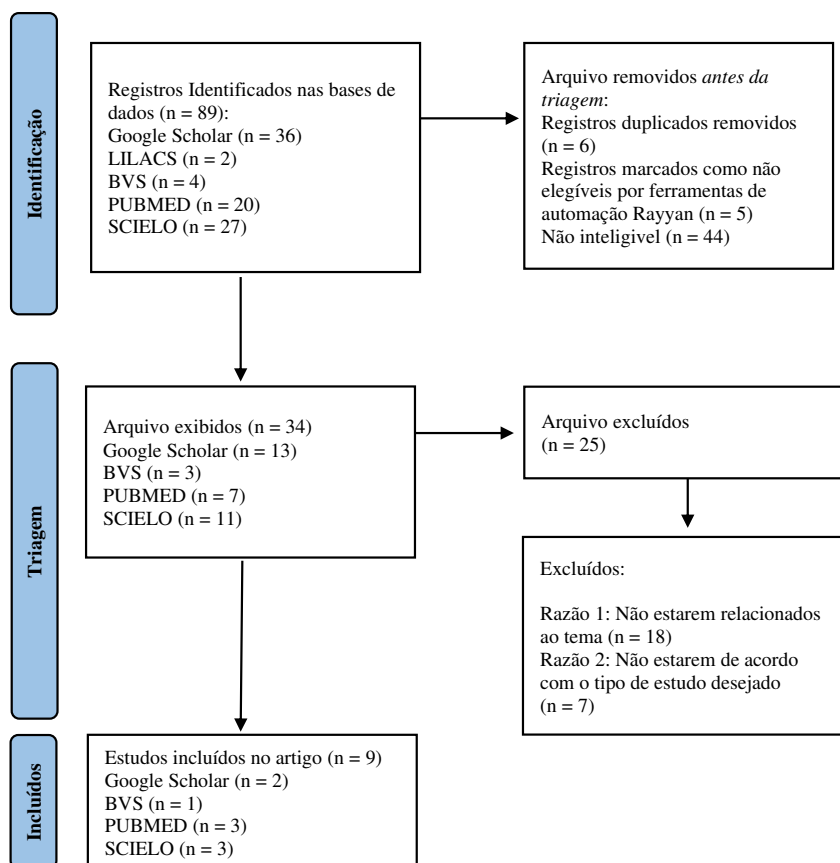 Identificação
Registros Identificados nas bases de
dados (n = 89):
Google Scholar (n = 36)
LILACS (n = 2)
BVS (n = 4)
PUBMED (n = 20)
SCIELO (n = 27)
Arquivo removidos antes da
triagem:
Registros duplicados removidos
(n = 6)
Registros marcados como não
elegíveis por ferramentas de
automação Rayyan (n = 5)
Não inteligivel (n = 44)
Triagem
Arquivo exibidos (n = 34)
Google Scholar (n = 13)
BVS (n = 3)
PUBMED (n = 7)
SCIELO (n = 11)
Arquivo excluídos
(n = 25)
Excluídos:
Razão 1: Não estarem relacionados
ao tema (n = 18)
Razão 2: Não estarem de acordo
com o tipo de estudo desejado
(n = 7)
Incluídos
Estudos incluídos no artigo (n = 9)
Google Scholar (n = 2)
BVS (n = 1)
PUBMED (n = 3)
SCIELO (n = 3)